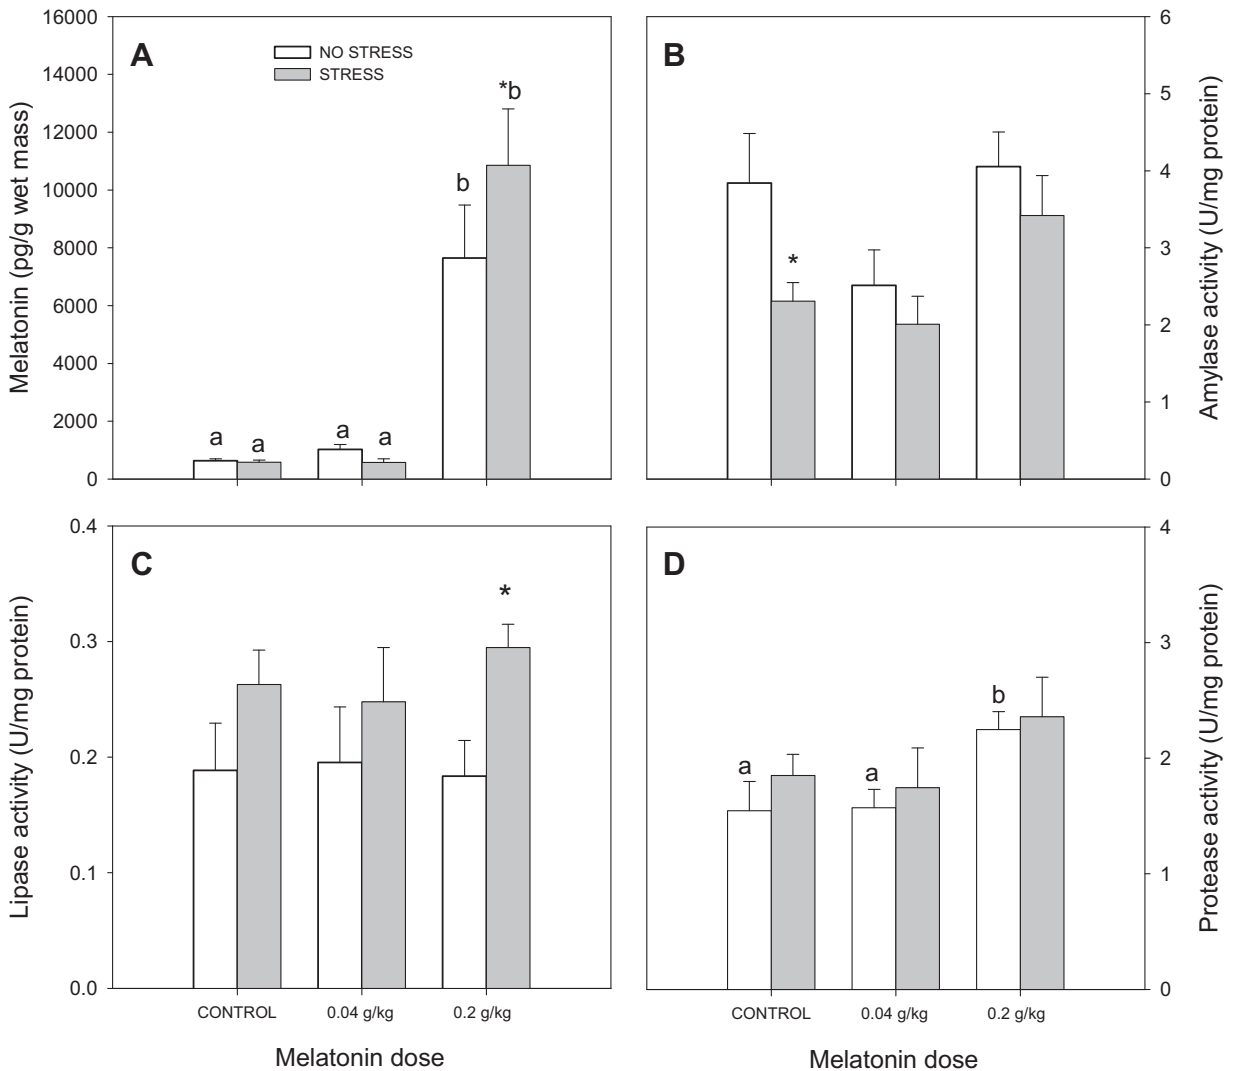 A
NO STRESS
STRESS
Melatonin (pg/g wet mass)
16000
14000
12000
10000
8000
6000
4000
2000
0
a
a
a
a
b
*b
B
Amylase activity (U/mg protein)
6
5
4
3
2
1
0
*
C
Lipase activity (U/mg protein)
0.4
0.3
0.2
0.1
0.0
*
CONTROL
0.04 g/kg
0.2 g/kg
Melatonin dose
D
Protease activity (U/mg protein)
4
3
2
1
0
a
a
b
CONTROL
0.04 g/kg
0.2 g/kg
Melatonin dose